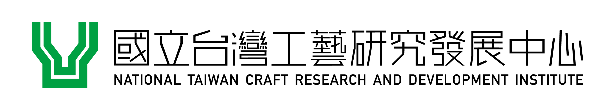 國立台灣工藝研究發展中心
NATIONAL TAIWAN CRAFT RESEARCH AND DEVELOPMENT INSTITUTE